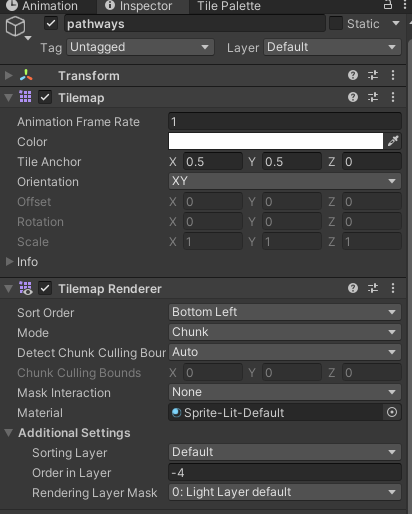 Animation Inspector Tile Palette
pathways Static
Tag Untagged Layer Default
Transform
Tilemap
Animation Frame Rate 1
Color
Tile Anchor X 0.5 Y 0.5 Z 0
Orientation XY
Offset X 0 Y 0 Z 0
Rotation X 0 Y 0 Z 0
Scale X 1 Y 1 Z 1
Info
Tilemap Renderer
Sort Order Bottom Left
Mode Chunk
Detect Chunk Culling Bour Auto
Chunk Culling Bounds X 0 Y 0 Z 0
Mask Interaction None
Material Sprite-Lit-Default
Additional Settings
Sorting Layer Default
Order in Layer -4
Rendering Layer Mask 0: Light Layer default